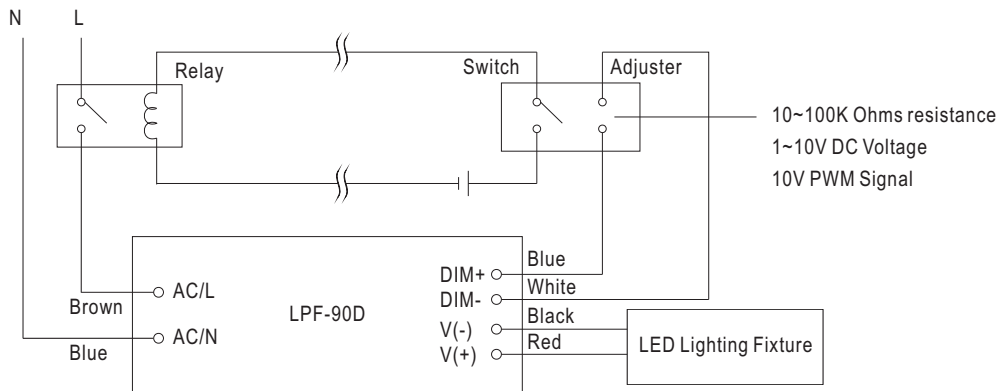 N
L
Relay
Switch
Adjuster
10~100K Ohms resistance
1~10V DC Voltage
10V PWM Signal
Blue
DIM+
White
DIM-
AC/L
Brown
LPF-90D
Black
V(-)
AC/N
Red
Blue
V(+)
LED Lighting Fixture